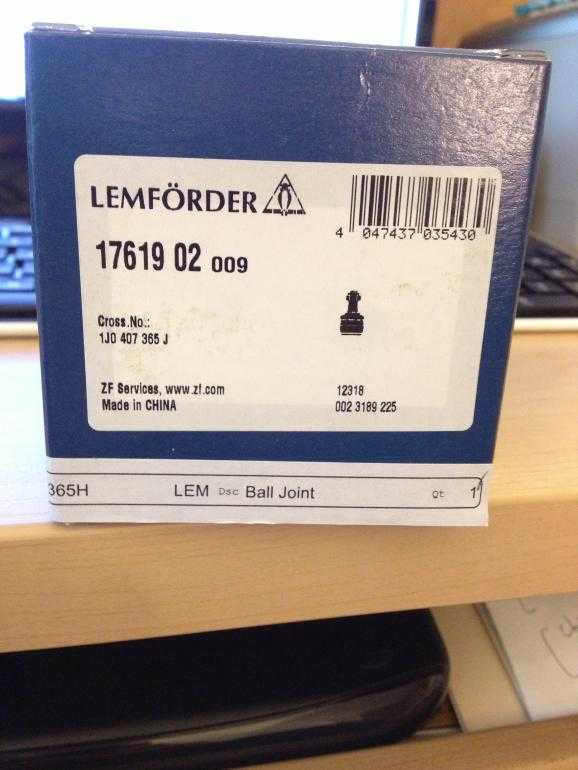 LEMFÖRDER
4 047437 035430
17619 02 009
Cross.No.:
1J0 407 365 J
ZF Services, www.zf.com
Made in CHINA
12318
002 3189 225
365H LEM Dsc Ball Joint Qt 1